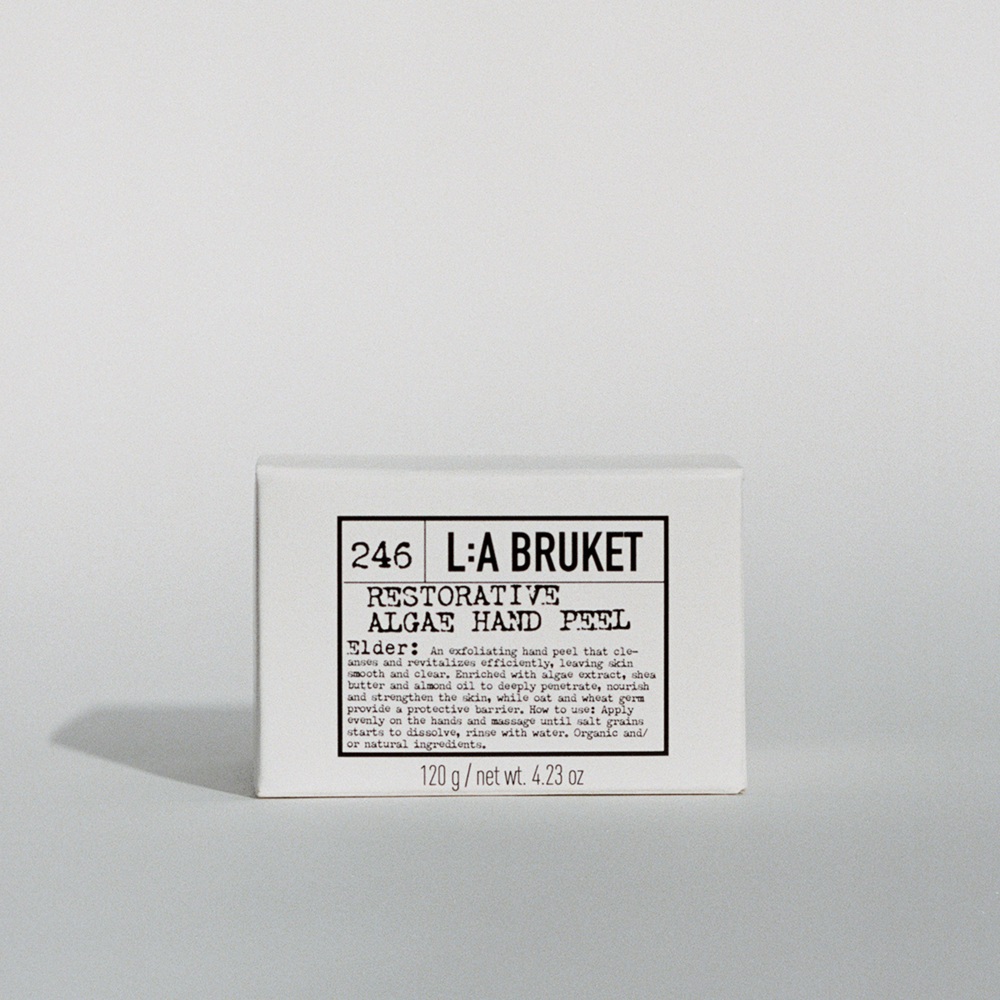 246 L:A BRUKET
RESTORATIVE
ALGAE HAND PEEL
Elder: An exfoliating hand peel that cle-
anses and revitalizes efficiently, leaving skin
smooth and clear. Enriched with algae extract, shea
butter and almond oil to deeply penetrate, nourish
and strengthen the skin, while oat and wheat germ
provide a protective barrier. How to use: Apply
evenly on the hands and massage until salt grains
starts to dissolve, rinse with water. Organic and/
or natural ingredients.
120 g / net wt. 4.23 oz